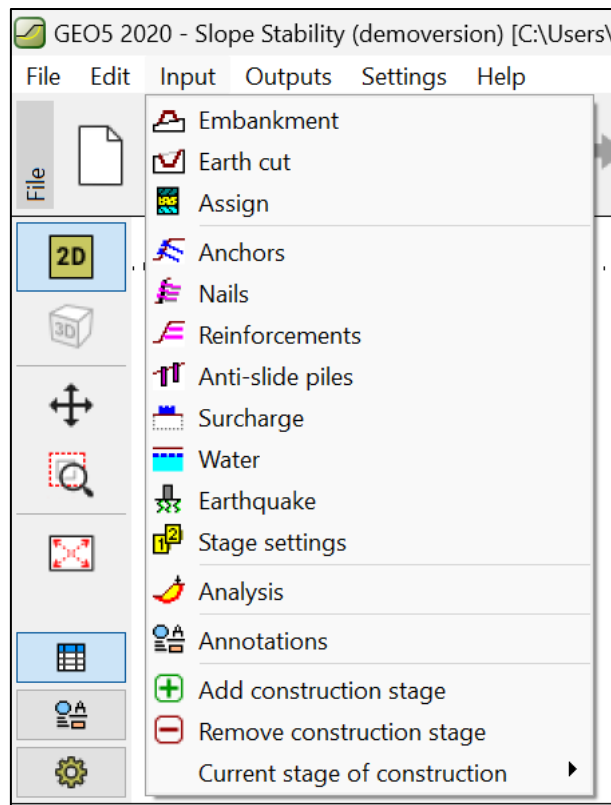 GEO5 2020 - Slope Stability (demoversion) [C:\Users\
File Edit Input Outputs Settings Help
File
Embankment
Earth cut
Assign
2D
Anchors
Nails
3D
Reinforcements
Anti-slide piles
Surcharge
Water
Earthquake
Stage settings
Analysis
Annotations
Add construction stage
Remove construction stage
Current stage of construction